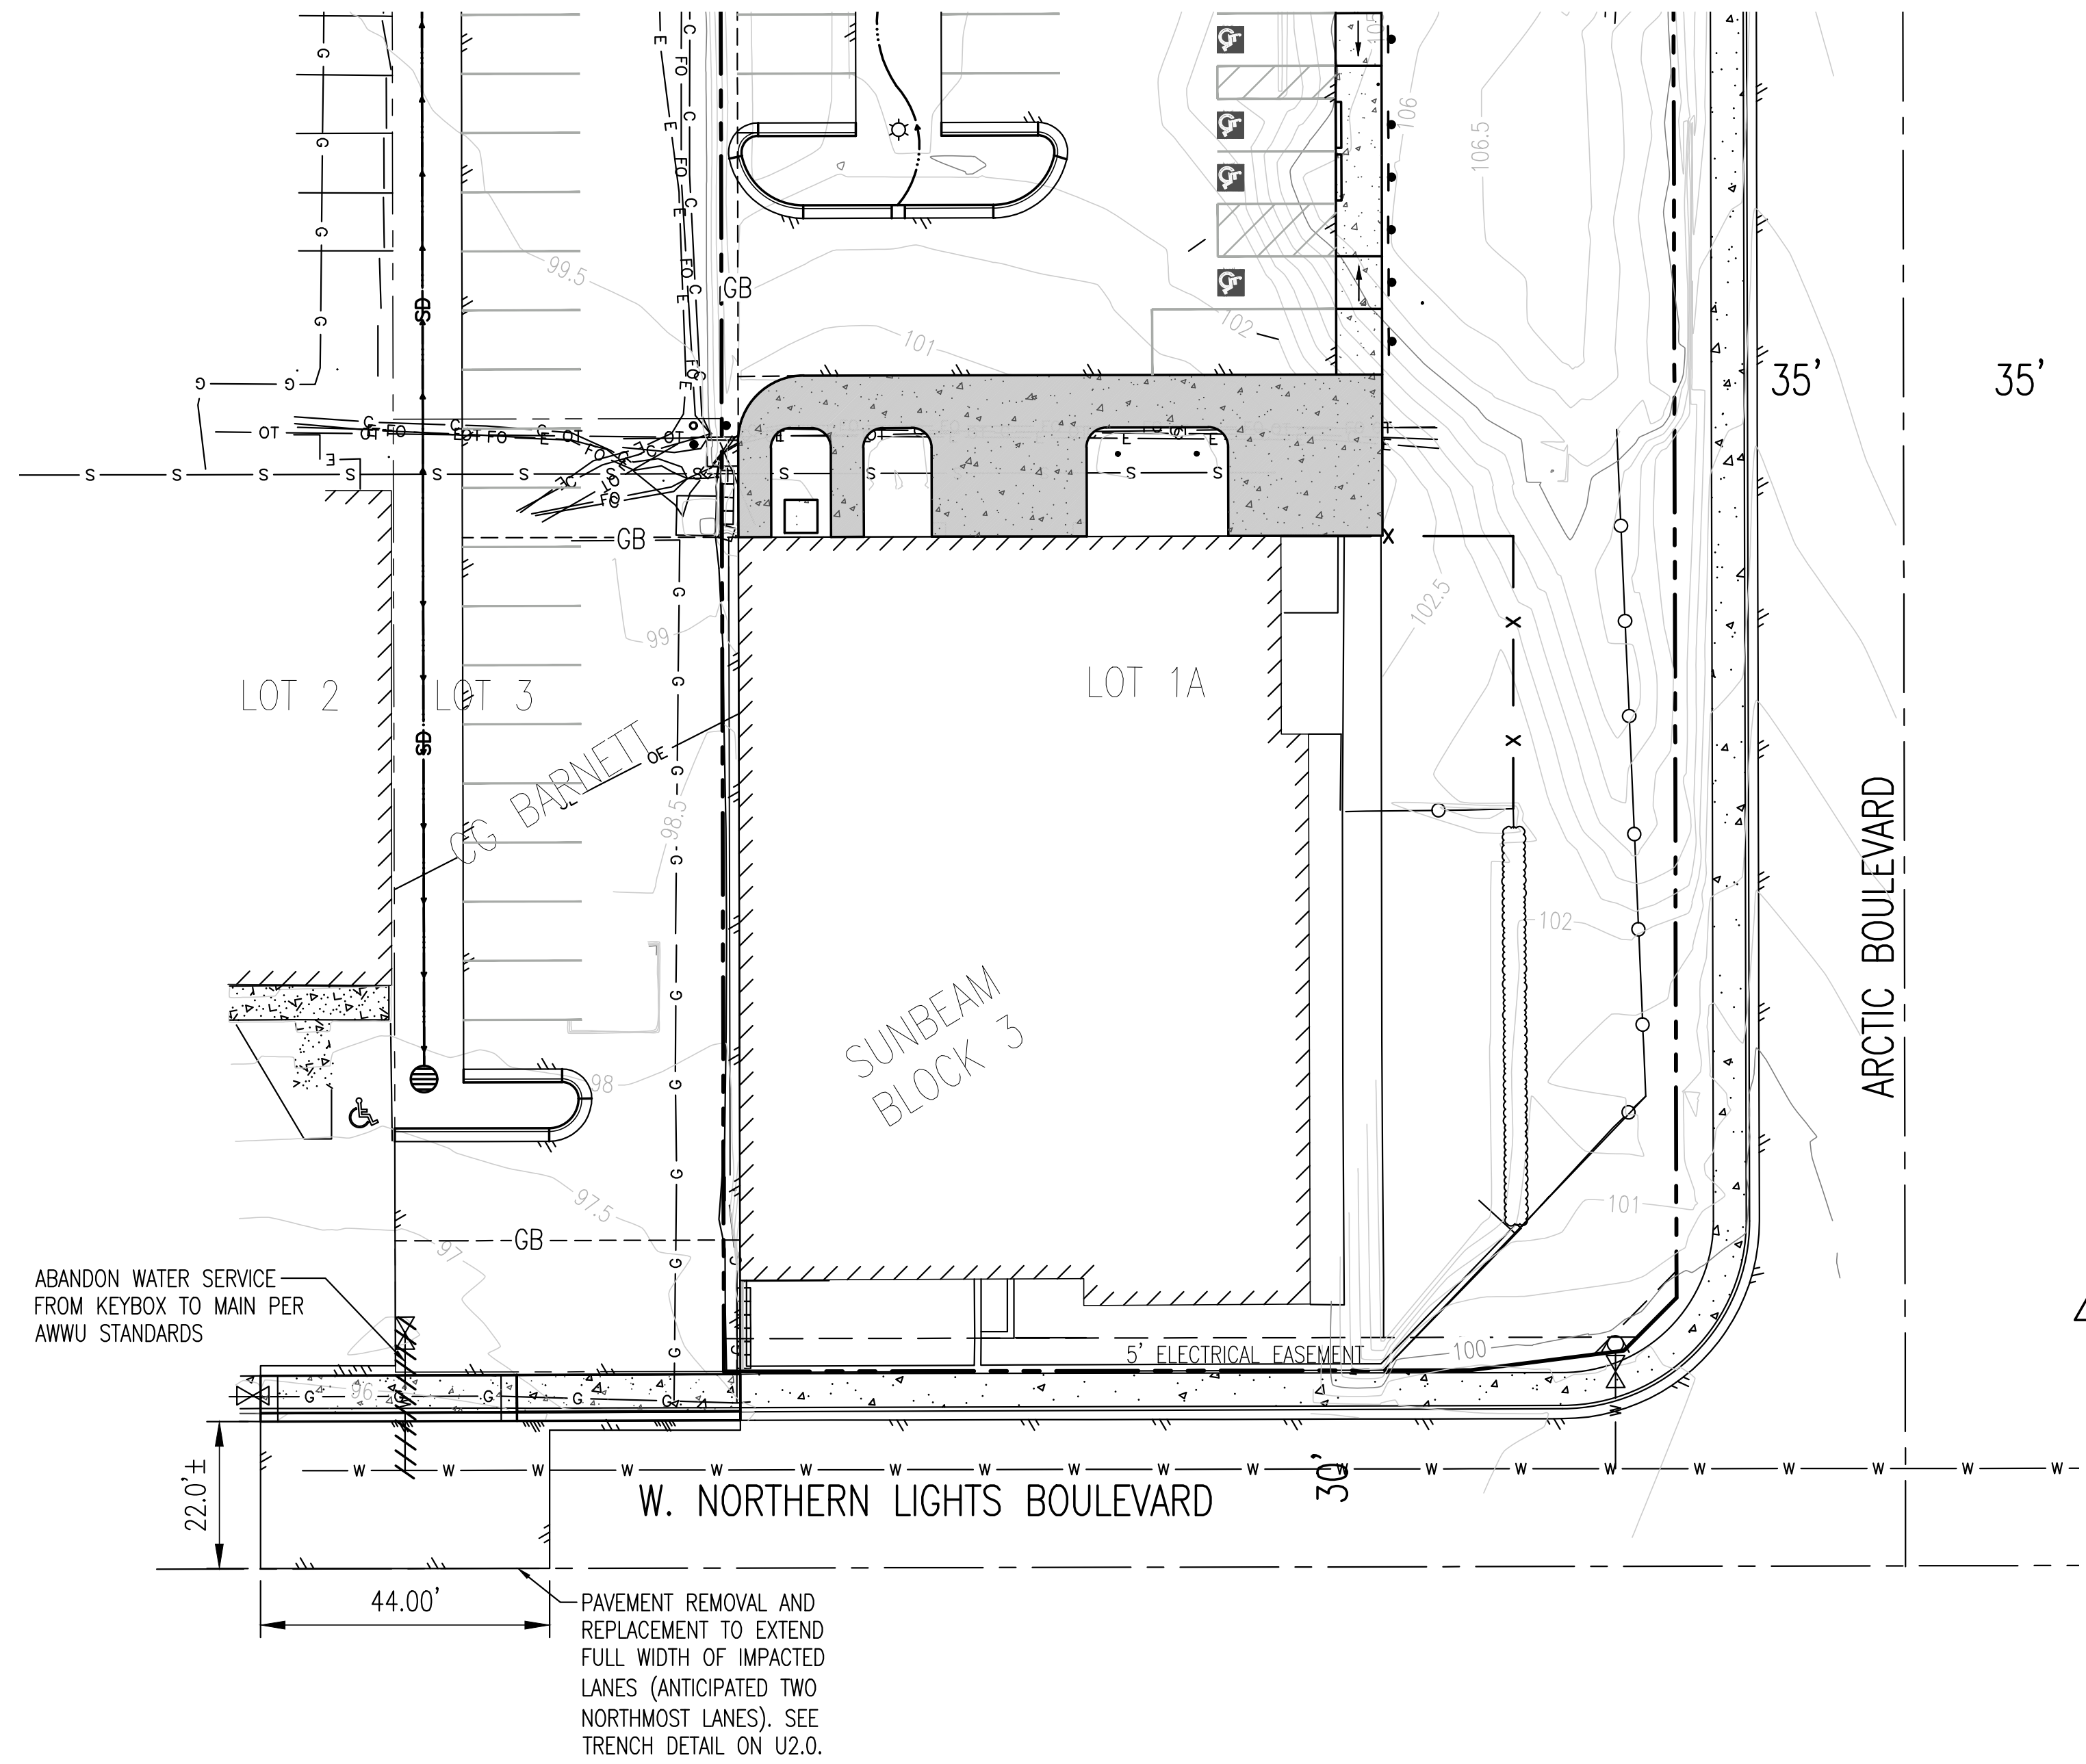 105
106
106.5
99.5
GB
SD
101
102
35'
35'
G G
OT
S S S S S S S S S S
E
GB
99
102.5
LOT 2
LOT 3
LOT 1A
SD
CG BARNETT
OE
98.5
ARCTIC BOULEVARD
102
SUNBEAM
BLOCK 3
98
97.5
101
97
GB
ABANDON WATER SERVICE
FROM KEYBOX TO MAIN PER
AWWU STANDARDS
5' ELECTRICAL EASEMENT
100
96
G G G G G
W W W W W W W W W W W W W W W W W W W W
22.0'±
W. NORTHERN LIGHTS BOULEVARD
30'
44.00'
PAVEMENT REMOVAL AND
REPLACEMENT TO EXTEND
FULL WIDTH OF IMPACTED
LANES (ANTICIPATED TWO
NORTHMOST LANES). SEE
TRENCH DETAIL ON U2.0.